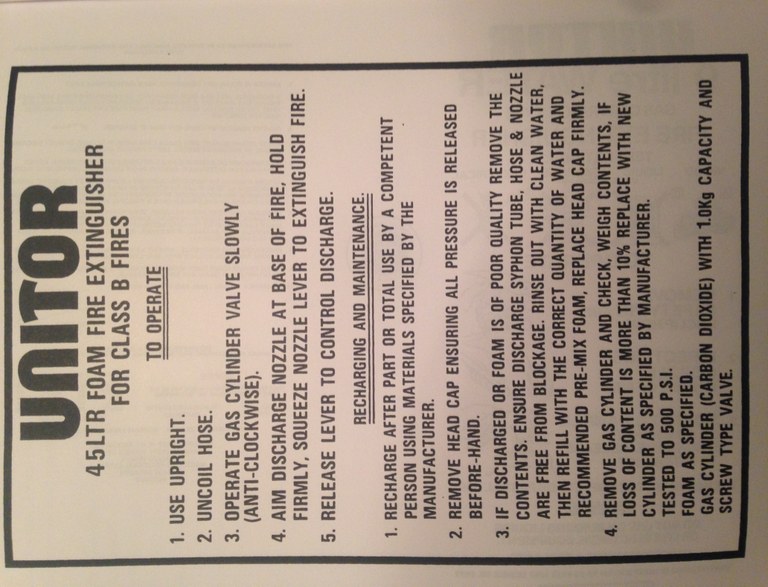 UNITOR
45LTR FOAM FIRE EXTINGUISHER
FOR CLASS B FIRES
TO OPERATE
1. USE UPRIGHT.
2. UNCOIL HOSE.
3. OPERATE GAS CYLINDER VALVE SLOWLY
(ANTI-CLOCKWISE).
4. AIM DISCHARGE NOZZLE AT BASE OF FIRE, HOLD
FIRMLY, SQUEEZE NOZZLE LEVER TO EXTINGUISH FIRE.
5. RELEASE LEVER TO CONTROL DISCHARGE.
RECHARGING AND MAINTENANCE.
1. RECHARGE AFTER PART OR TOTAL USE BY A COMPETENT
PERSON USING MATERIALS SPECIFIED BY THE
MANUFACTURER.
2. REMOVE HEAD CAP ENSURING ALL PRESSURE IS RELEASED
BEFORE-HAND.
3. IF DISCHARGED OR FOAM IS OF POOR QUALITY REMOVE THE
CONTENTS. ENSURE DISCHARGE SYPHON TUBE, HOSE & NOZZLE
ARE FREE FROM BLOCKAGE. RINSE OUT WITH CLEAN WATER,
THEN REFILL WITH THE CORRECT QUANTITY OF WATER AND
RECOMMENDED PRE-MIX FOAM, REPLACE HEAD CAP FIRMLY.
4. REMOVE GAS CYLINDER AND CHECK, WEIGH CONTENTS, IF
LOSS OF CONTENT IS MORE THAN 10% REPLACE WITH NEW
CYLINDER AS SPECIFIED BY MANUFACTURER.
TESTED TO 500 P.S.I.
FOAM AS SPECIFIED.
GAS CYLINDER (CARBON DIOXIDE) WITH 1.0Kg CAPACITY AND
SCREW TYPE VALVE.